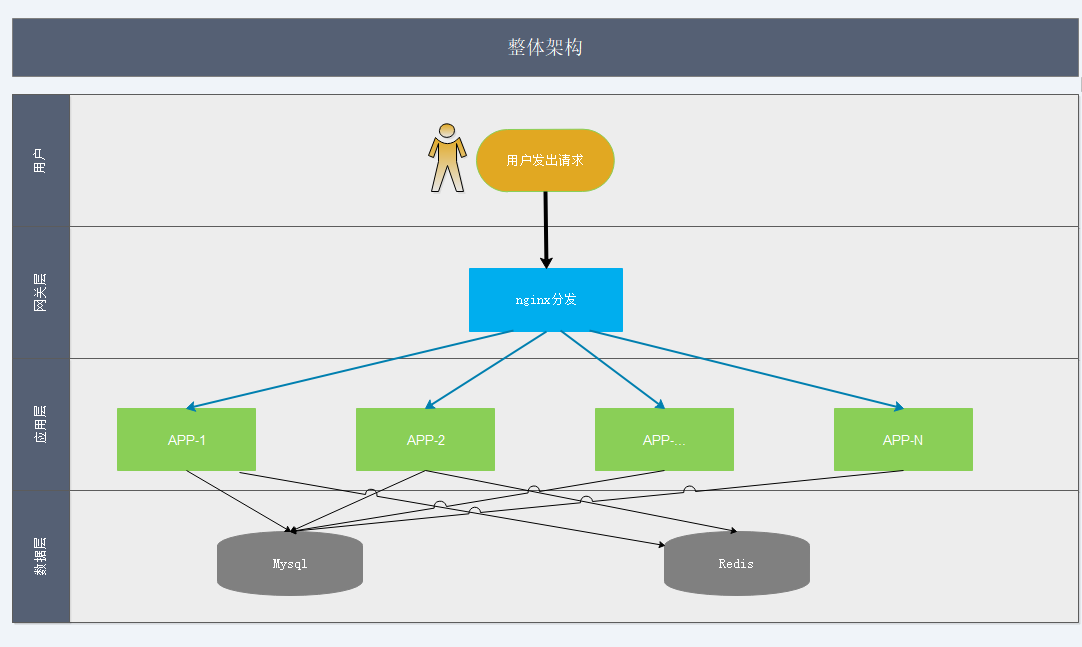 整体架构
用户
用户发出请求
网关层
nginx分发
应用层
APP-1
APP-2
APP-...
APP-N
数据层
Mysql
Redis